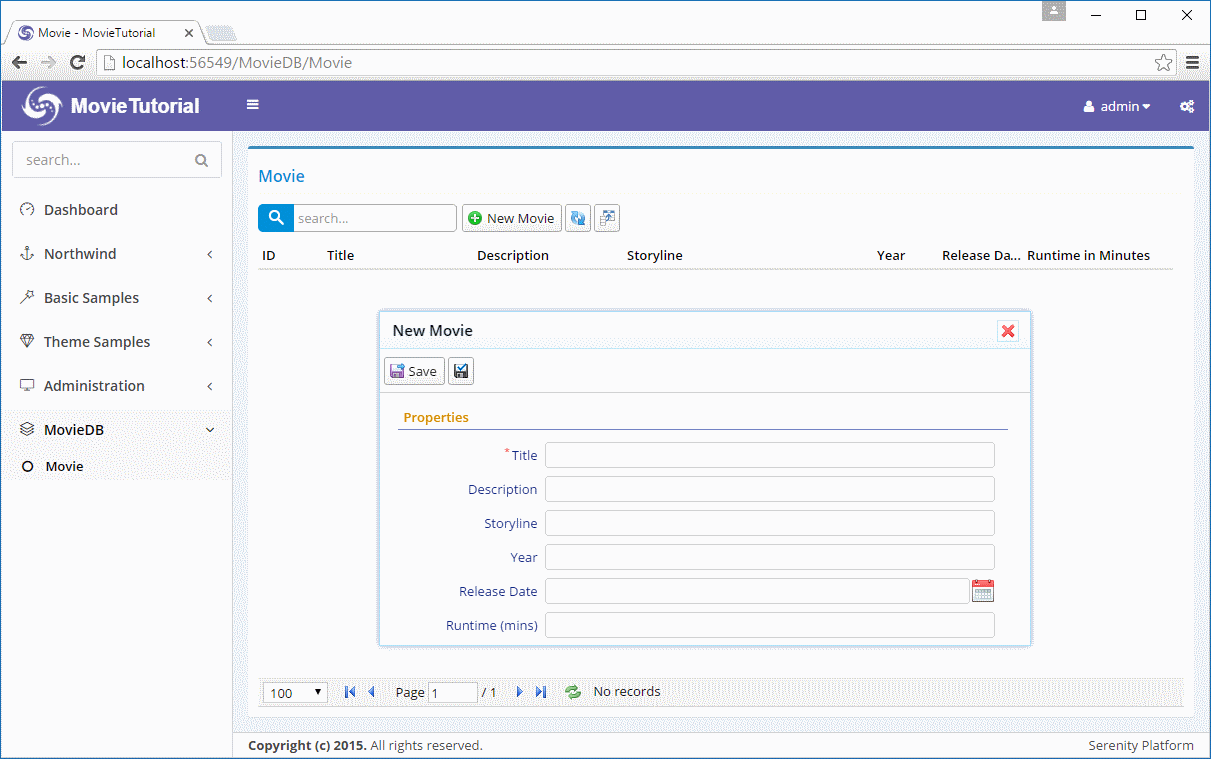 Movie - MovieTutorial
localhost:56549/MovieDB/Movie
MovieTutorial
admin
search...
Dashboard
Northwind
Basic Samples
Theme Samples
Administration
MovieDB
Movie
Movie
search...
New Movie
ID Title Description Storyline Year Release Da... Runtime in Minutes
New Movie
Save
Properties
*Title
Description
Storyline
Year
Release Date
Runtime (mins)
100 Page 1 / 1 No records
Copyright (c) 2015. All rights reserved. Serenity Platform